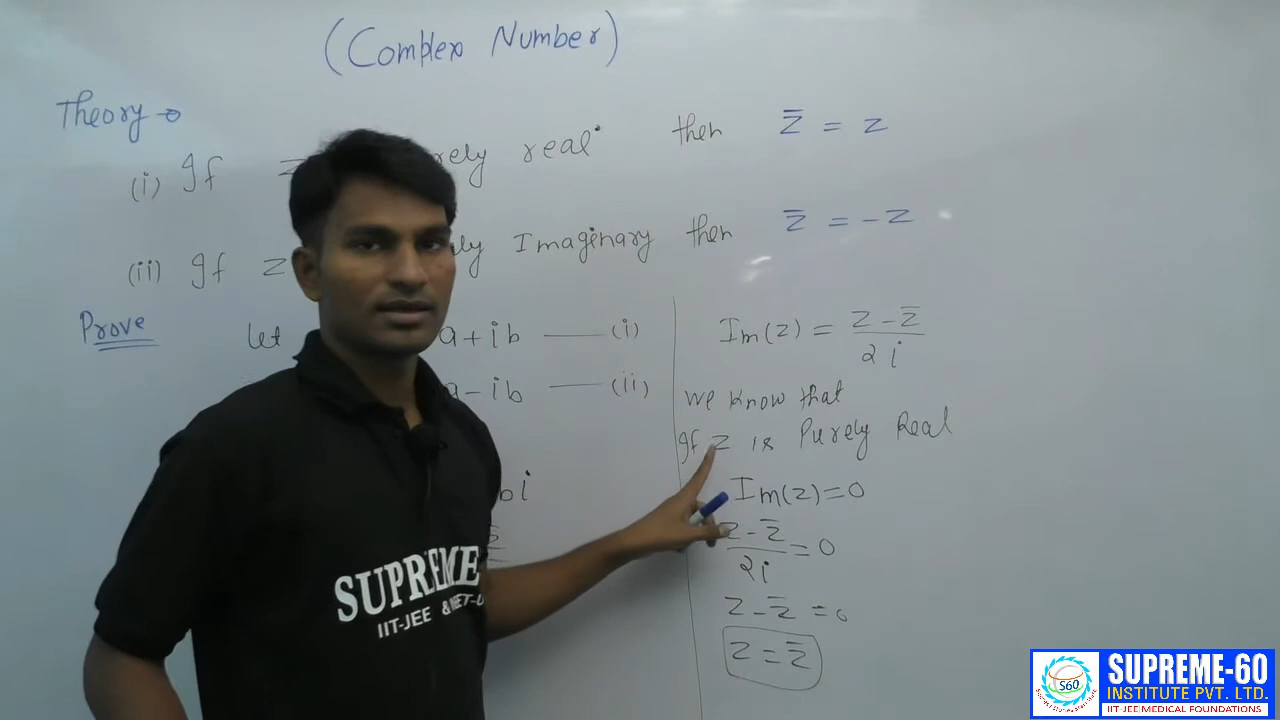 (Complex Number)
Theory →
(i) If z rely real then z̅ = z
(ii) If z ly Imaginary then z̅ = -z
Prove let a + ib —— (i)
a - ib —— (ii)
bi
Im(z) = z - z̅ / 2i
We know that
If z is Purely Real
Im(z) = 0
z - z̅ / 2i = 0
z - z̅ = 0
z = z̅
SUPREME
IIT-JEE &
S60
SUPREME-60
INSTITUTE PVT. LTD.
IIT-JEE|MEDICAL FOUNDATIONS